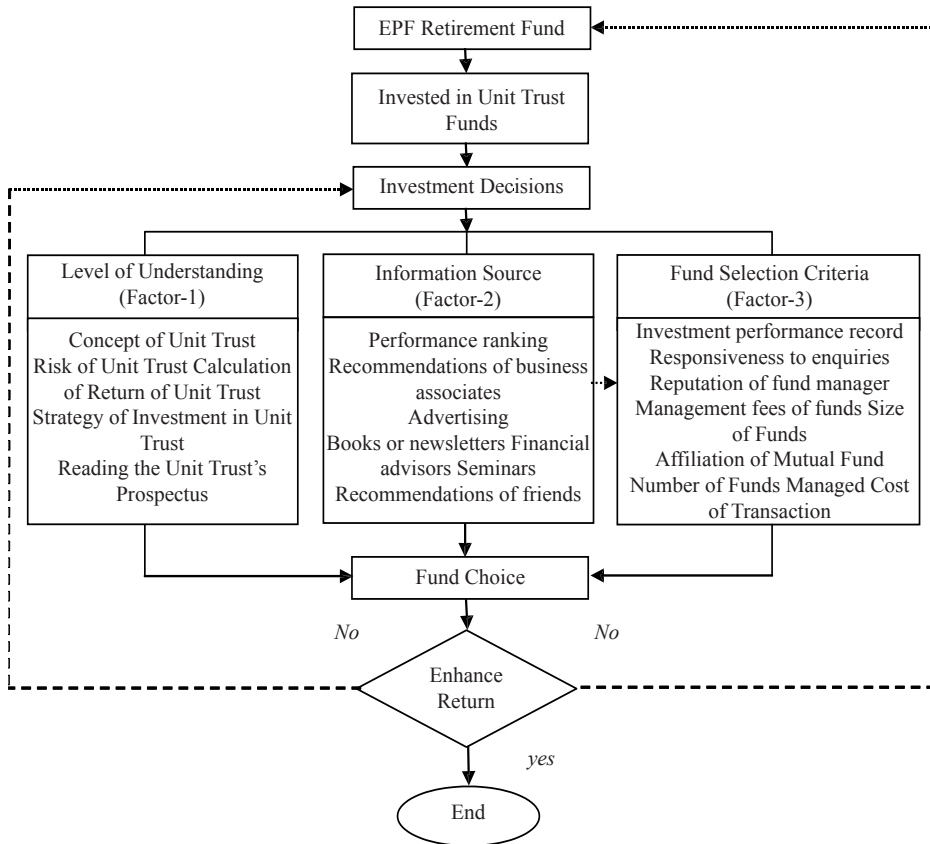 EPF Retirement Fund
Invested in Unit Trust
Funds
Investment Decisions
Level of Understanding
(Factor-1)
Concept of Unit Trust
Risk of Unit Trust Calculation
of Return of Unit Trust
Strategy of Investment in Unit
Trust
Reading the Unit Trust’s
Prospectus
Information Source
(Factor-2)
Performance ranking
Recommendations of business
associates
Advertising
Books or newsletters Financial
advisors Seminars
Recommendations of friends
Fund Selection Criteria
(Factor-3)
Investment performance record
Responsiveness to enquiries
Reputation of fund manager
Management fees of funds Size
of Funds
Affiliation of Mutual Fund
Number of Funds Managed Cost
of Transaction
Fund Choice
No
No
Enhance
Return
yes
End